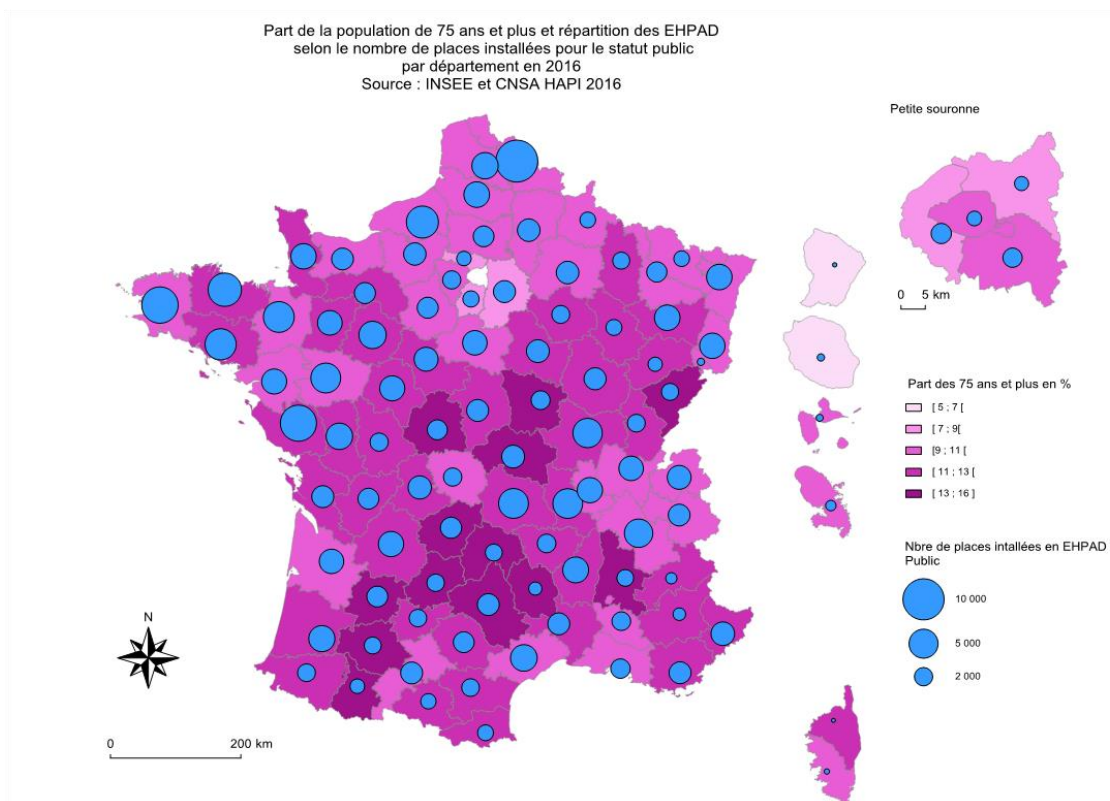 Part de la population de 75 ans et plus et répartition des EHPAD
selon le nombre de places installées pour le statut public
par département en 2016
Source : INSEE et CNSA HAPI 2016
Petite souronne
0 5 km
Part des 75 ans et plus en %
[ 5 ; 7 [
[ 7 ; 9[
[9 ; 11 [
[ 11 ; 13 [
[ 13 ; 16 ]
Nbre de places intallées en EHPAD
Public
10 000
5 000
2 000
N
0 200 km